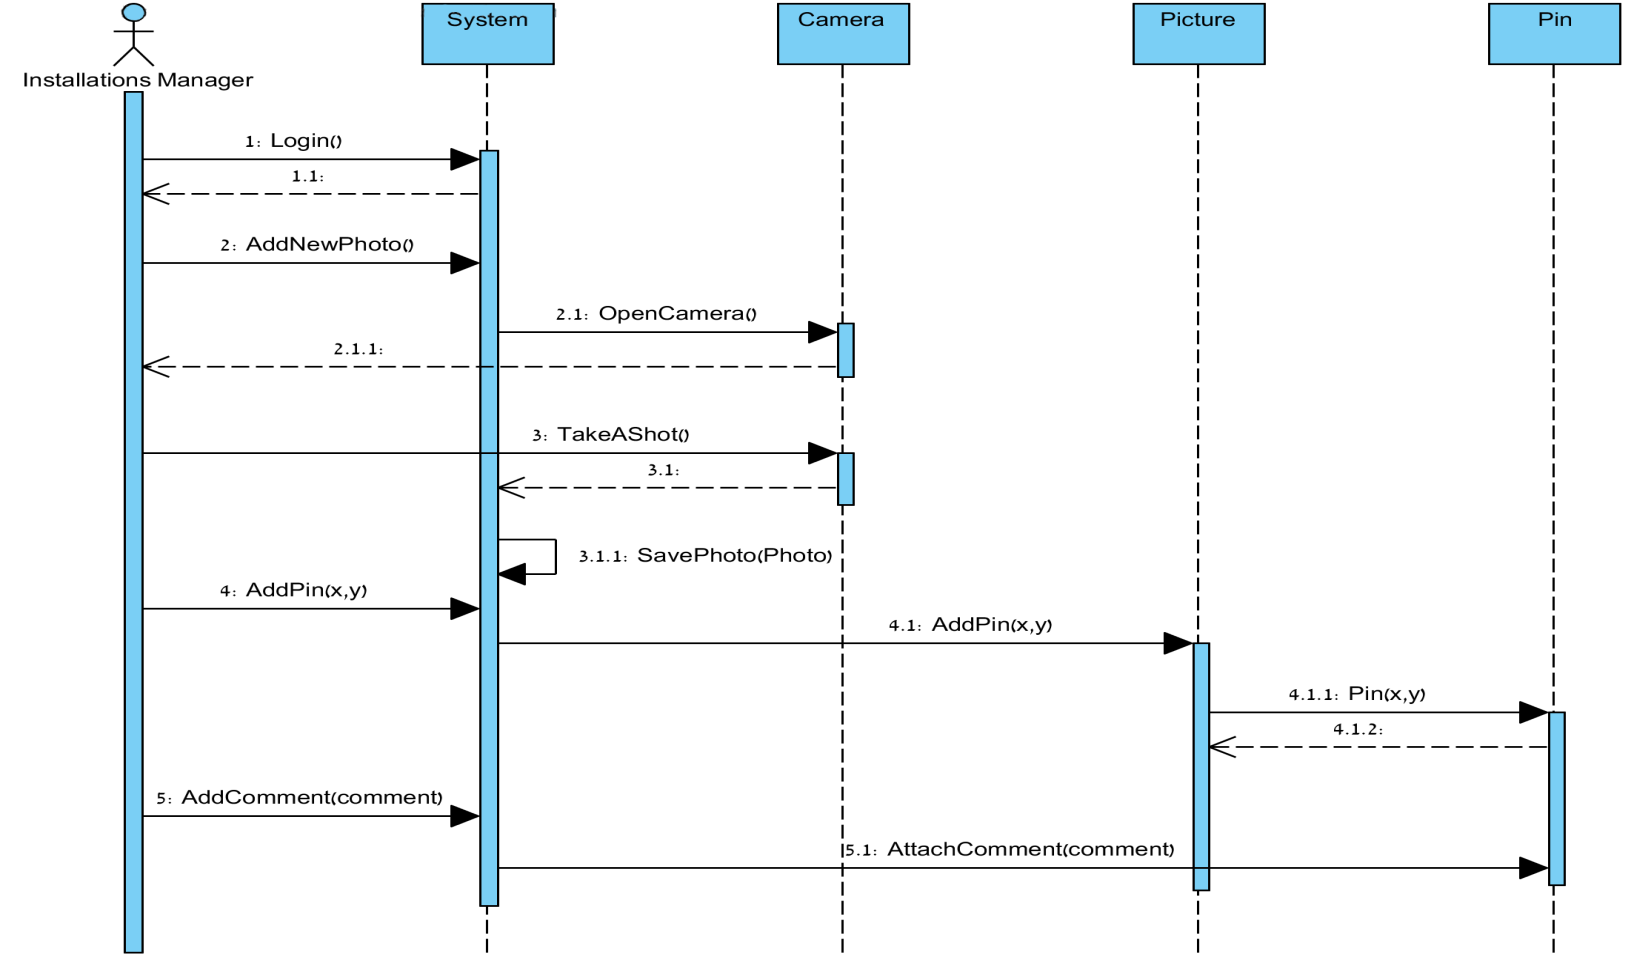 System
Camera
Picture
Pin
Installations Manager
1: Login()
1.1:
2: AddNewPhoto()
2.1: OpenCamera()
2.1.1:
3: TakeAShot()
3.1:
3.1.1: SavePhoto(Photo)
4: AddPin(x,y)
4.1: AddPin(x,y)
4.1.1: Pin(x,y)
4.1.2:
5: AddComment(comment)
5.1: AttachComment(comment)